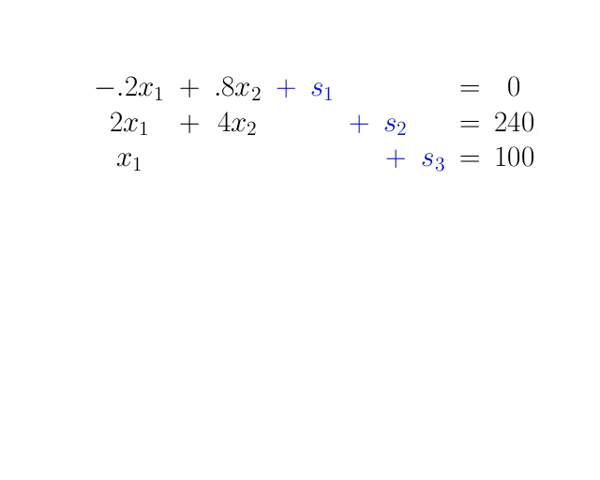 −.2x₁ + .8x₂ + s₁ = 0
2x₁ + 4x₂ + s₂ = 240
x₁ + s₃ = 100